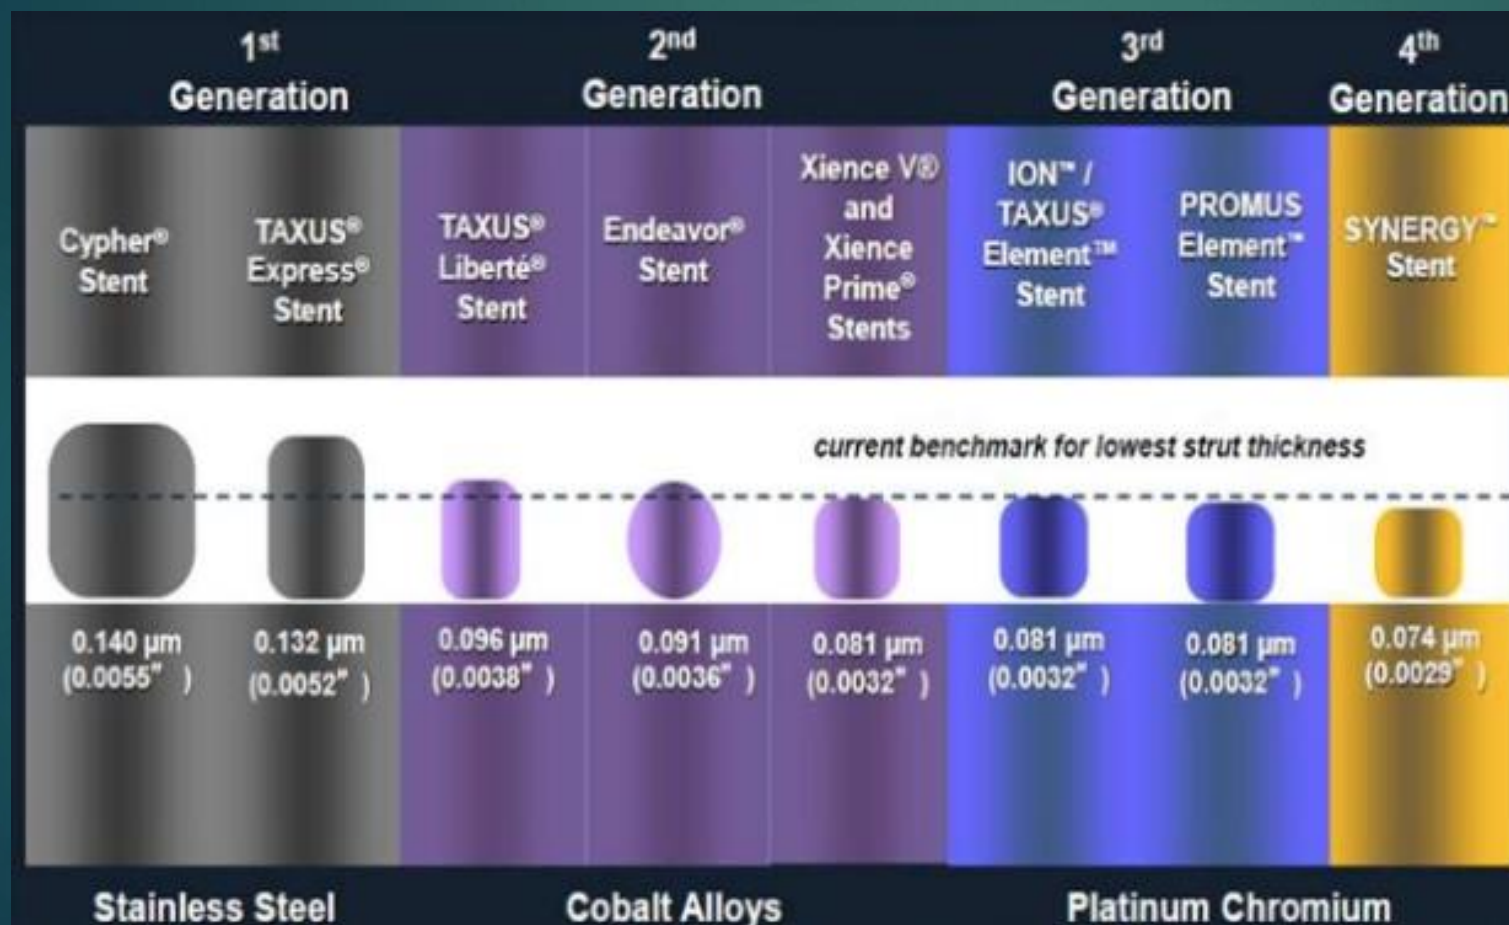 1st
Generation
2nd
Generation
3rd
Generation
4th
Generation
Cypher®
Stent
TAXUS®
Express®
Stent
TAXUS®
Liberté®
Stent
Endeavor®
Stent
Xience V®
and
Xience
Prime®
Stents
ION™ /
TAXUS®
Element™
Stent
PROMUS
Element™
Stent
SYNERGY™
Stent
current benchmark for lowest strut thickness
0.140 µm
(0.0055" )
0.132 µm
(0.0052" )
0.096 µm
(0.0038" )
0.091 µm
(0.0036" )
0.081 µm
(0.0032" )
0.081 µm
(0.0032" )
0.081 µm
(0.0032" )
0.074 µm
(0.0029" )
Stainless Steel
Cobalt Alloys
Platinum Chromium